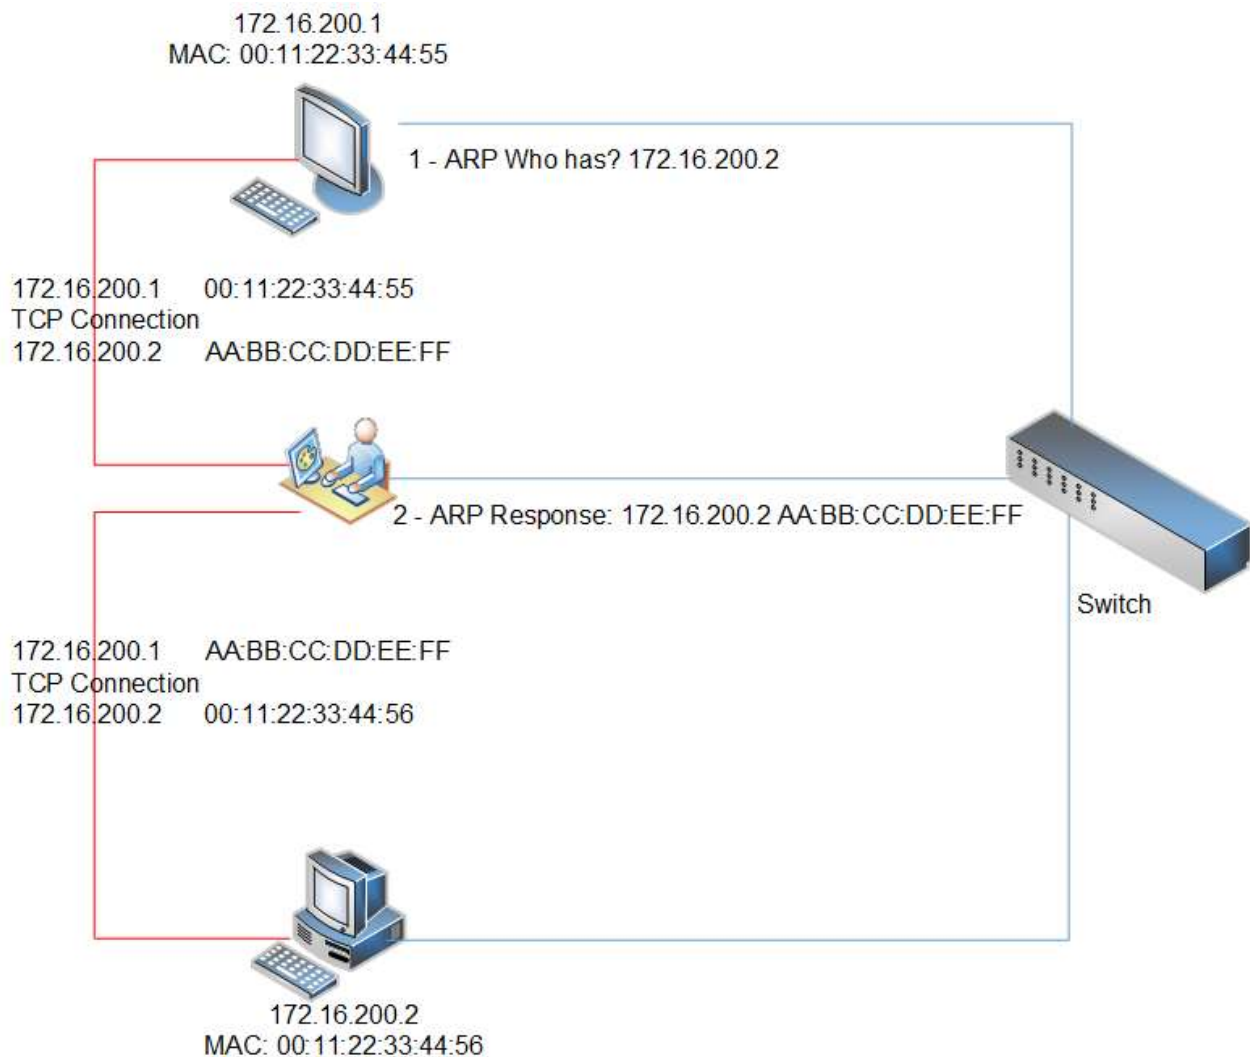 172.16.200.1
MAC: 00:11:22:33:44:55
1 - ARP Who has? 172.16.200.2
172.16.200.1 00:11:22:33:44:55
TCP Connection
172.16.200.2 AA:BB:CC:DD:EE:FF
2 - ARP Response: 172.16.200.2 AA:BB:CC:DD:EE:FF
Switch
172.16.200.1 AA:BB:CC:DD:EE:FF
TCP Connection
172.16.200.2 00:11:22:33:44:56
172.16.200.2
MAC: 00:11:22:33:44:56